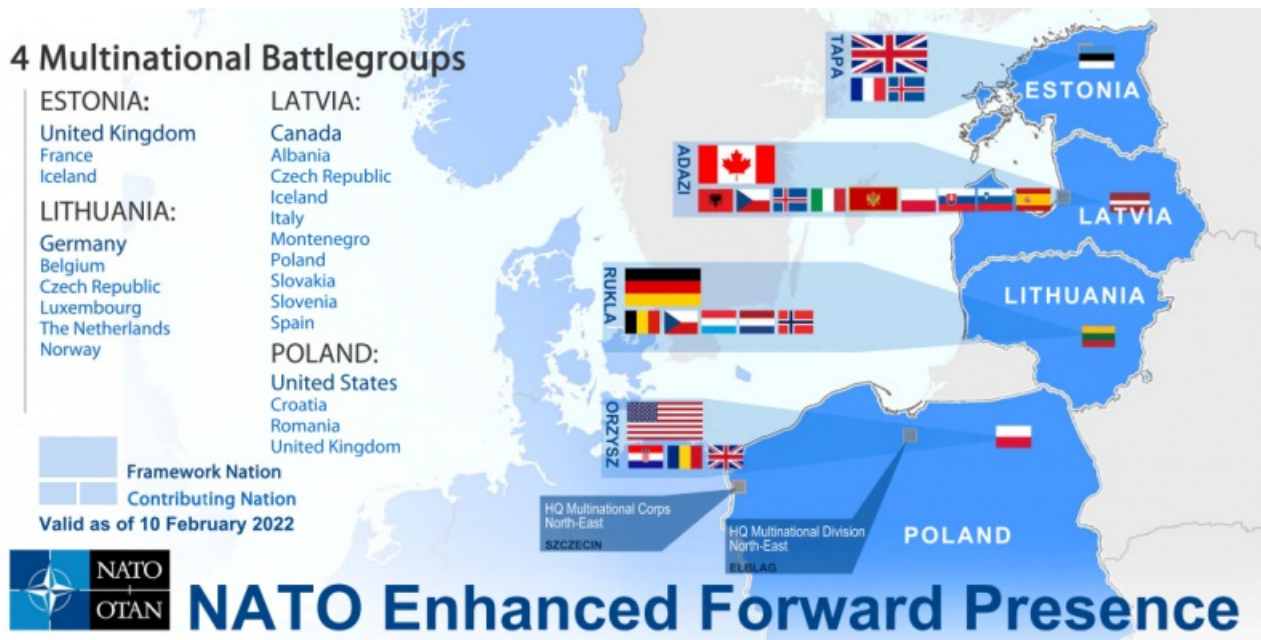 4 Multinational Battlegroups
ESTONIA:
United Kingdom
France
Iceland
LITHUANIA:
Germany
Belgium
Czech Republic
Luxembourg
The Netherlands
Norway
LATVIA:
Canada
Albania
Czech Republic
Iceland
Italy
Montenegro
Poland
Slovakia
Slovenia
Spain
POLAND:
United States
Croatia
Romania
United Kingdom
Framework Nation
Contributing Nation
Valid as of 10 February 2022
TAPA
ESTONIA
ADAZI
LATVIA
RUKLA
LITHUANIA
ORZYSZ
HQ Multinational Corps
North-East
SZCZECIN
HQ Multinational Division
North-East
ELBLAG
POLAND
NATO
OTAN
NATO Enhanced Forward Presence